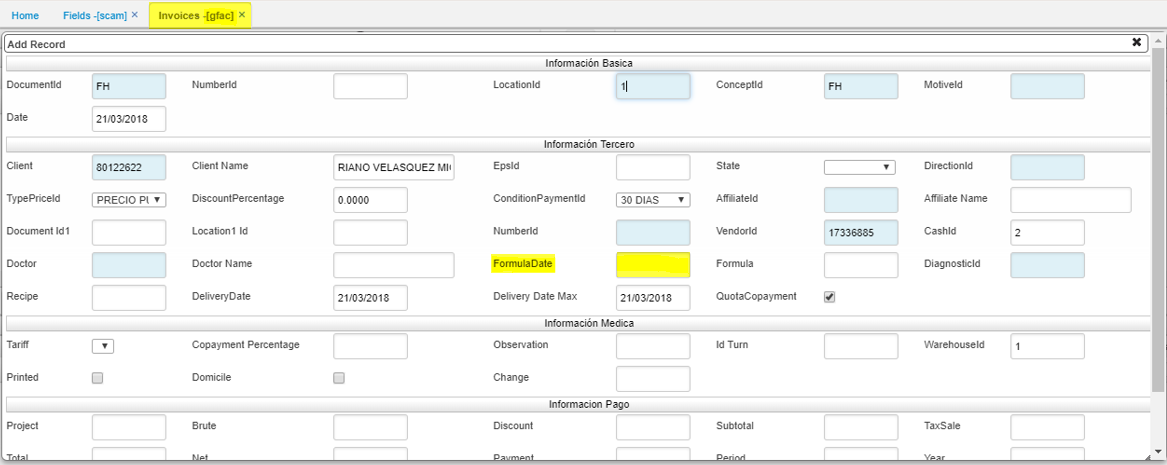 Home Fields -[scam] × Invoices -[gfac] ×
Add Record ✖
Información Basica
DocumentId FH NumberId LocationId 1 ConceptId FH MotiveId
Date 21/03/2018
Información Tercero
Client 80122622 Client Name RIANO VELASQUEZ EpsId State DirectionId
TypePriceId PRECIO DiscountPercentage 0.0000 ConditionPaymentId 30 DIAS AffiliateId Affiliate Name
Document Id1 Location1 Id NumberId VendorId 17336885 CashId 2
Doctor Doctor Name FormulaDate Formula DiagnosticId
Recipe DeliveryDate 21/03/2018 Delivery Date Max 21/03/2018 QuotaCopayment
Información Medica
Tariff Copayment Percentage Observation Id Turn WarehouseId 1
Printed Domicile Change
Informacion Pago
Project Brute Discount Subtotal TaxSale
Total Net Payment Period Year